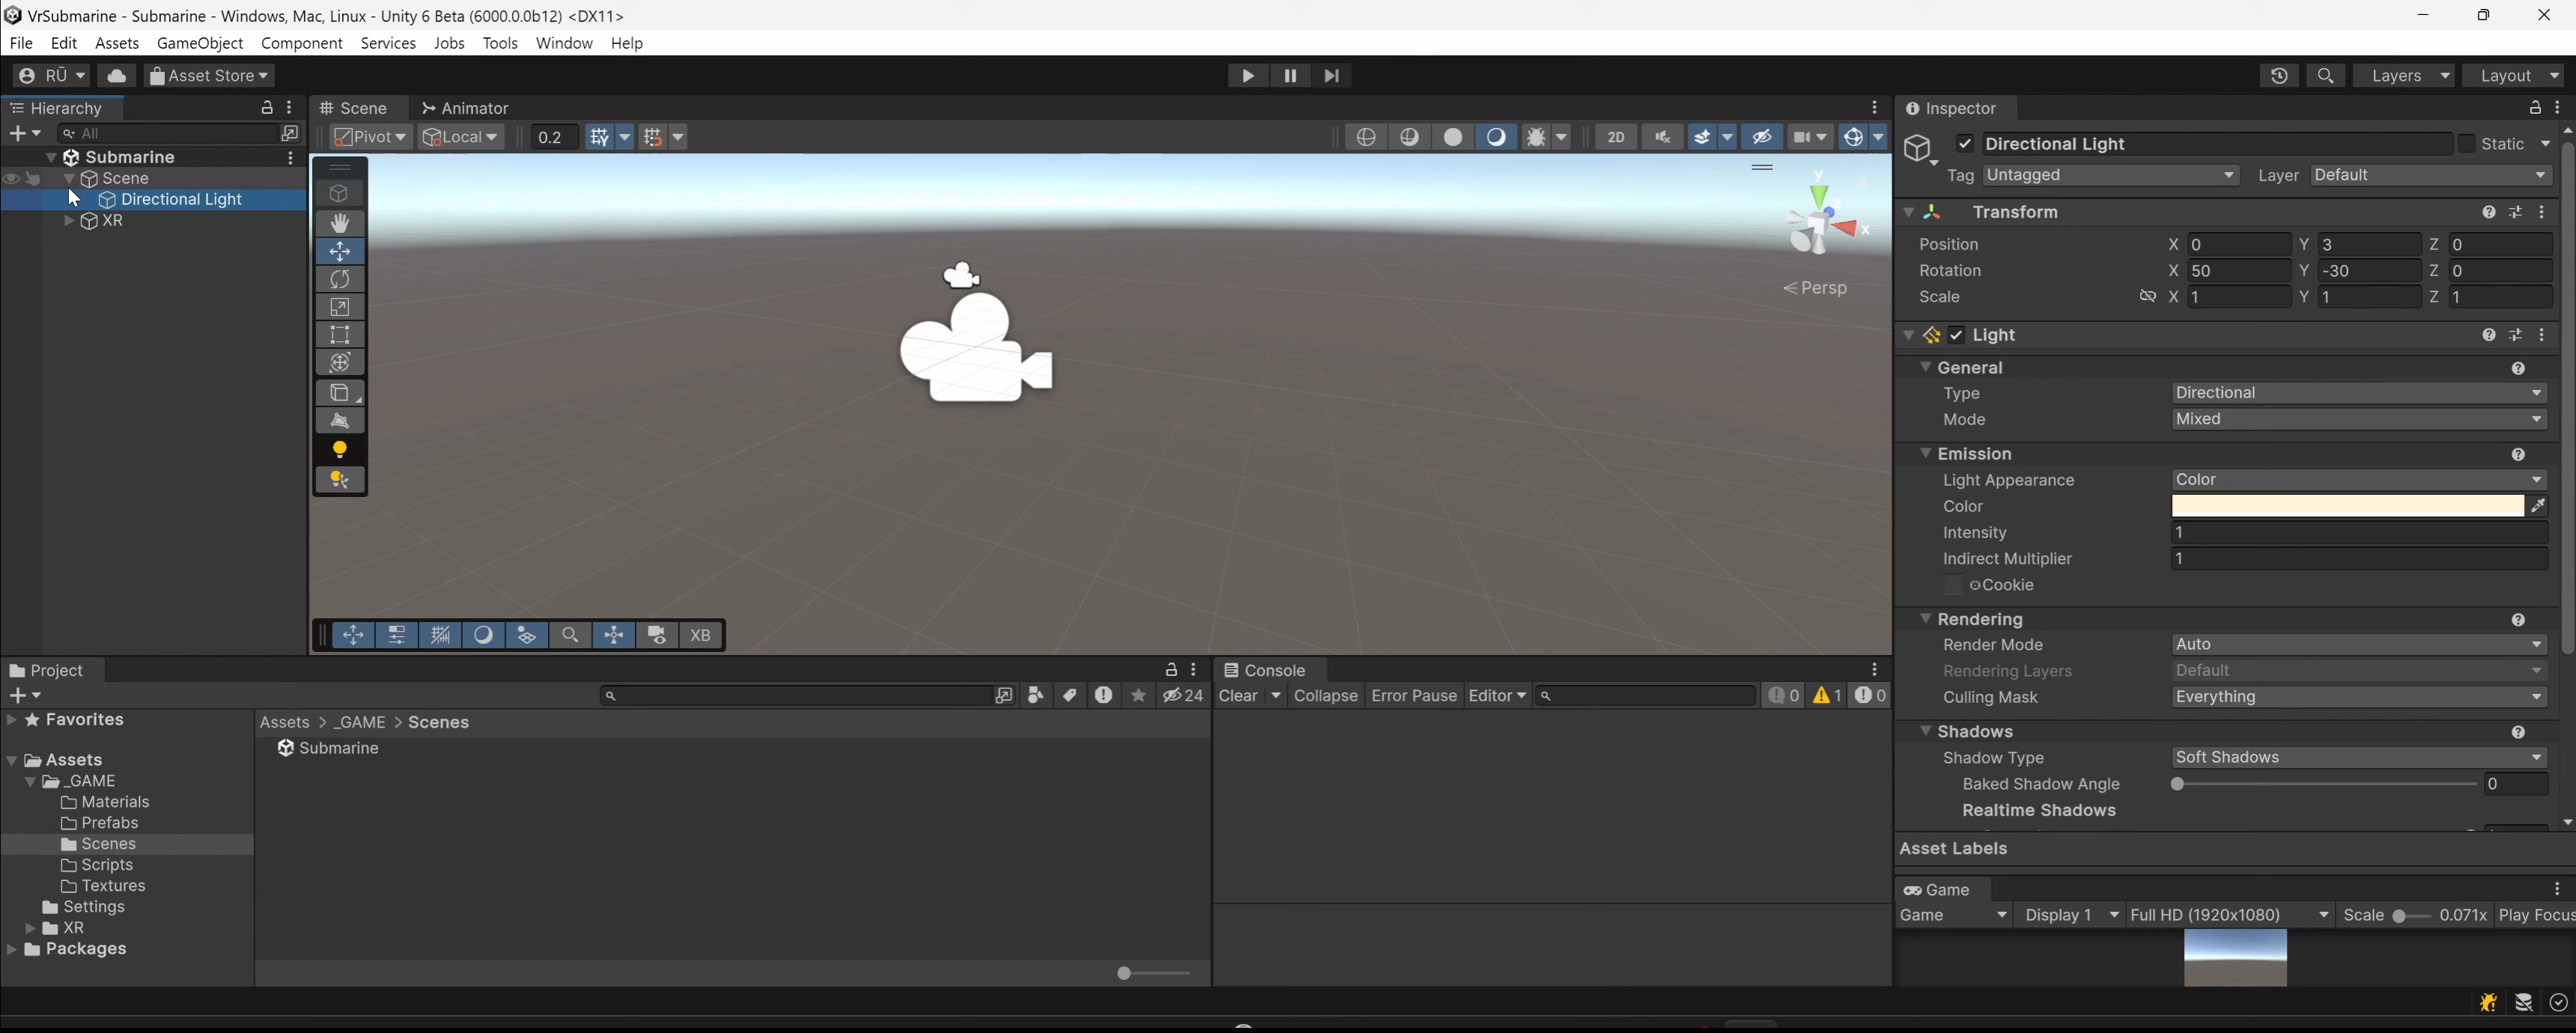 VrSubmarine - Submarine - Windows, Mac, Linux - Unity 6 Beta (6000.0.0b12) <DX11>
File Edit Assets GameObject Component Services Jobs Tools Window Help
RŪ Asset Store Layers Layout
Hierarchy
All
Submarine
Scene
Directional Light
XR
Scene Animator
Pivot Local 0.2 2D
y
x
Persp
XB
Inspector
Directional Light Static
Tag Untagged Layer Default
Transform
Position X 0 Y 3 Z 0
Rotation X 50 Y -30 Z 0
Scale X 1 Y 1 Z 1
Light
General
Type Directional
Mode Mixed
Emission
Light Appearance Color
Color
Intensity 1
Indirect Multiplier 1
Cookie
Rendering
Render Mode Auto
Rendering Layers Default
Culling Mask Everything
Shadows
Shadow Type Soft Shadows
Baked Shadow Angle 0
Realtime Shadows
Asset Labels
Game
Game Display 1 Full HD (1920x1080) Scale 0.071x Play Focus
Project
24
Favorites
Assets
_GAME
Materials
Prefabs
Scenes
Scripts
Textures
Settings
XR
Packages
Assets > _GAME > Scenes
Submarine
Console
Clear Collapse Error Pause Editor 0 1 0